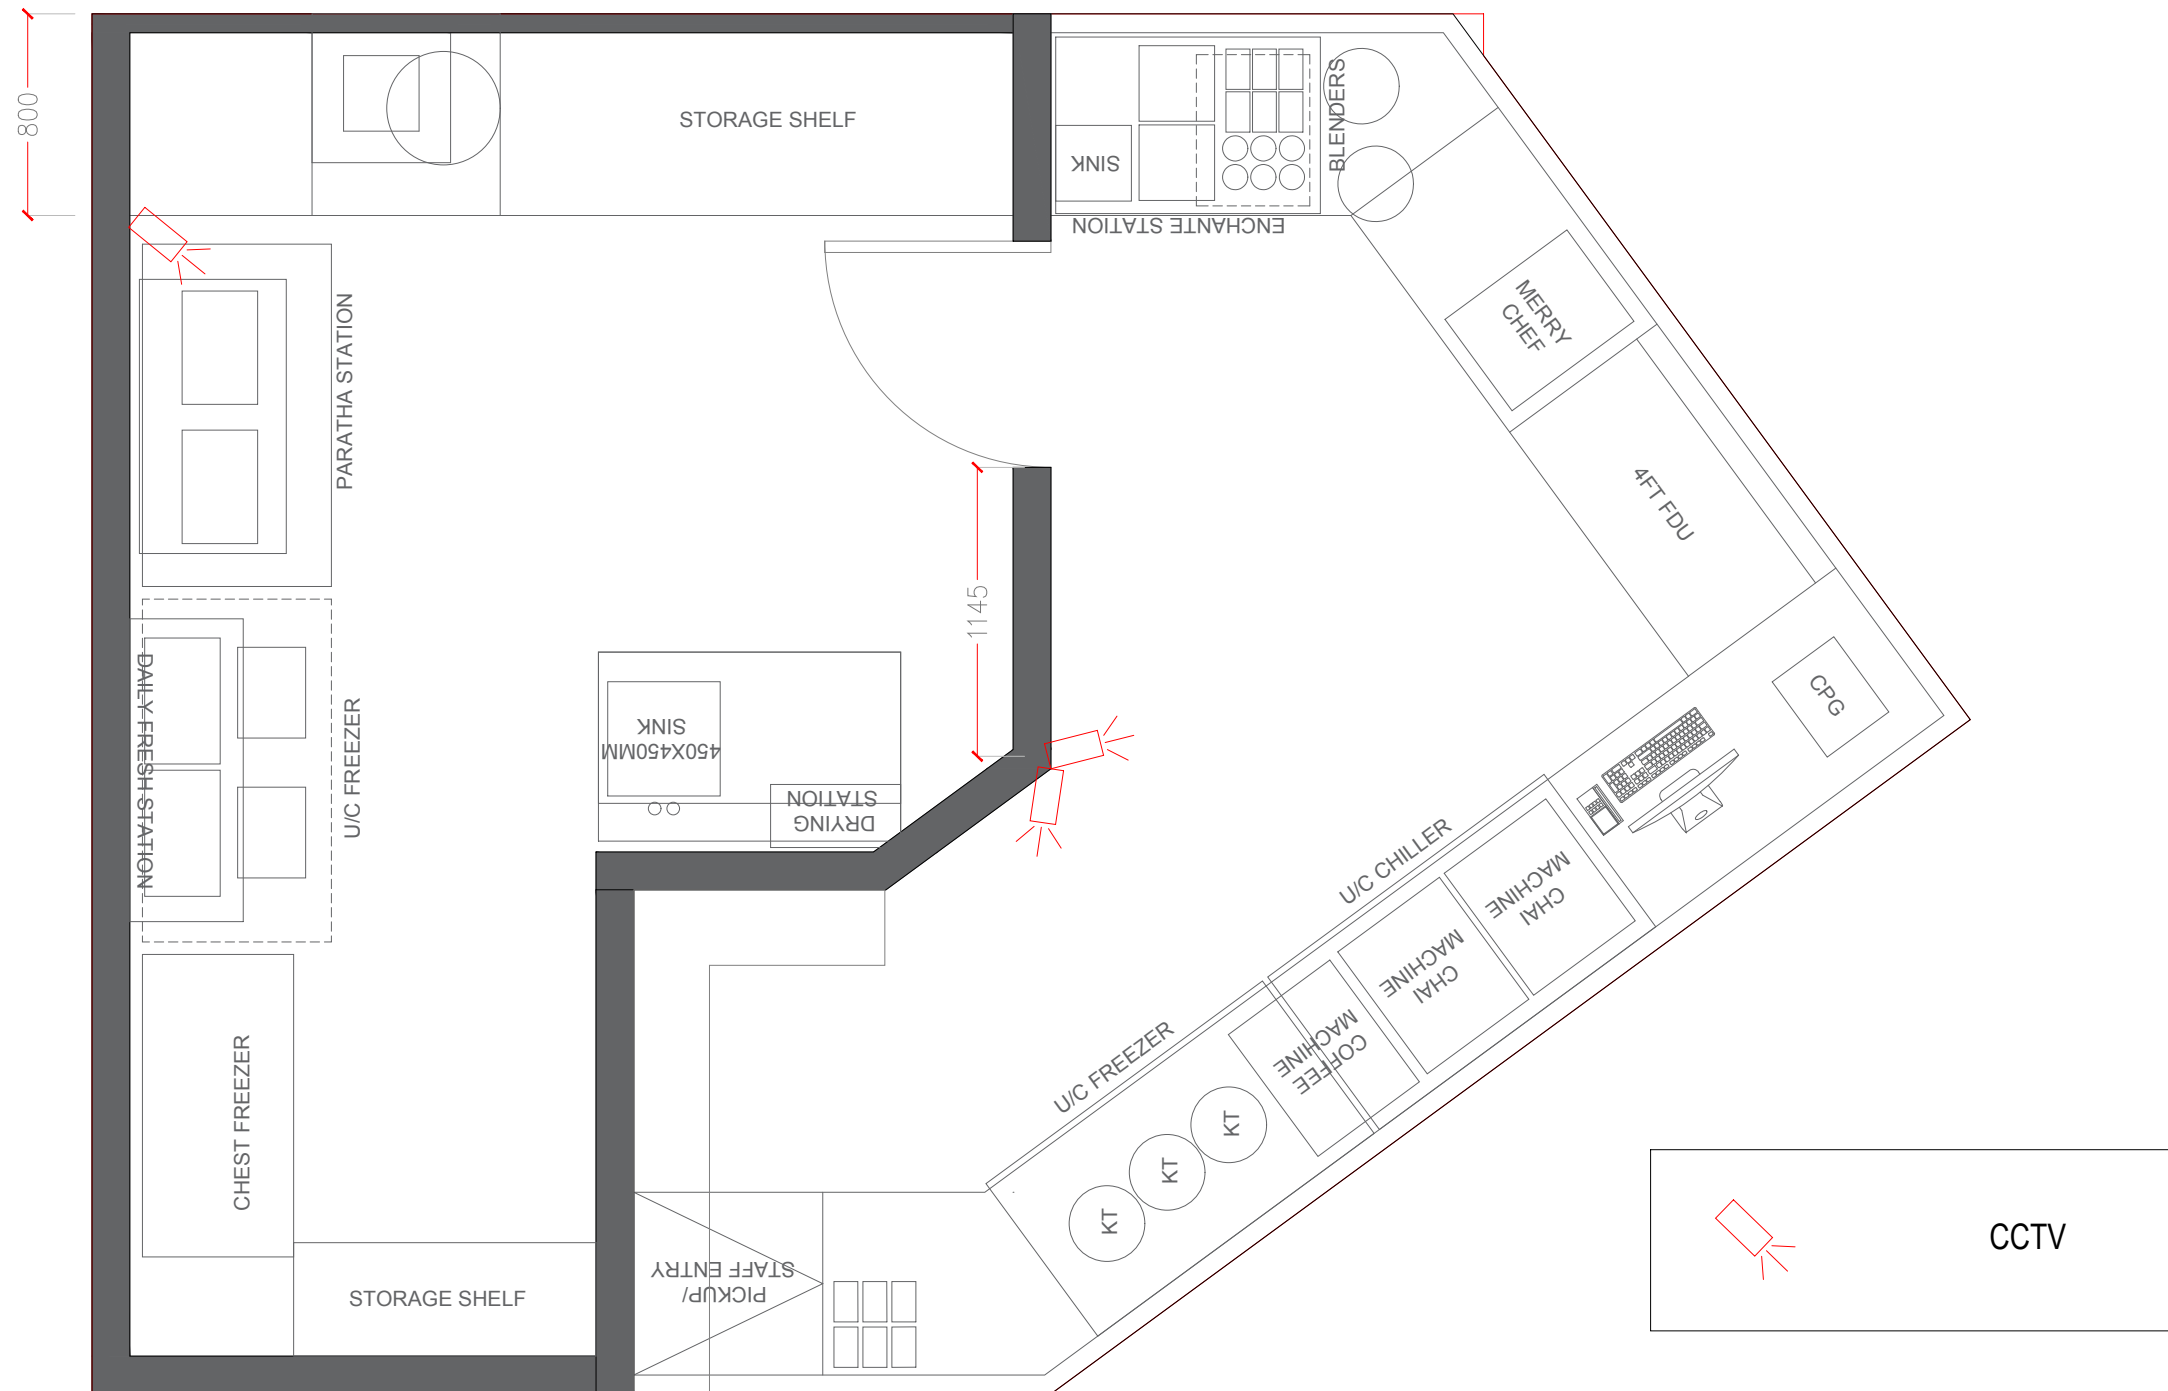 800
STORAGE SHELF
SINK
BLENDERS
ENCHANTE STATION
MERRY
CHEF
PARATHA STATION
4FT FDU
1145
DAILY FRESH STATION
U/C FREEZER
450X450MM
SINK
DRYING
STATION
CPG
U/C CHILLER
CHAI
MACHINE
CHAI
MACHINE
COFFEE
MACHINE
U/C FREEZER
KT
KT
KT
CHEST FREEZER
PICKUP/
STAFF ENTRY
STORAGE SHELF
CCTV